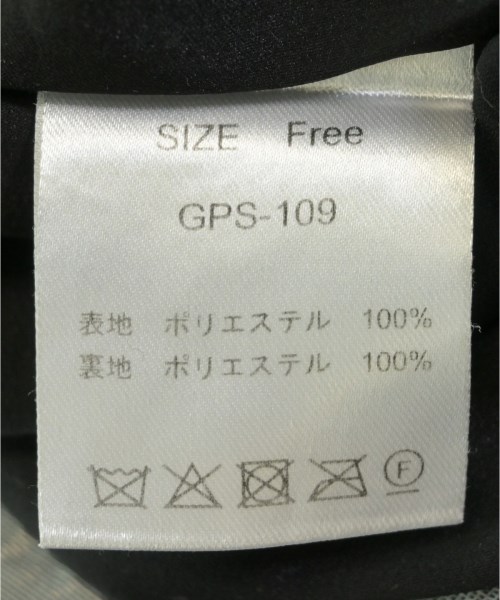 SIZE Free
GPS-109
表地 ポリエステル 100%
裏地 ポリエステル 100%
F